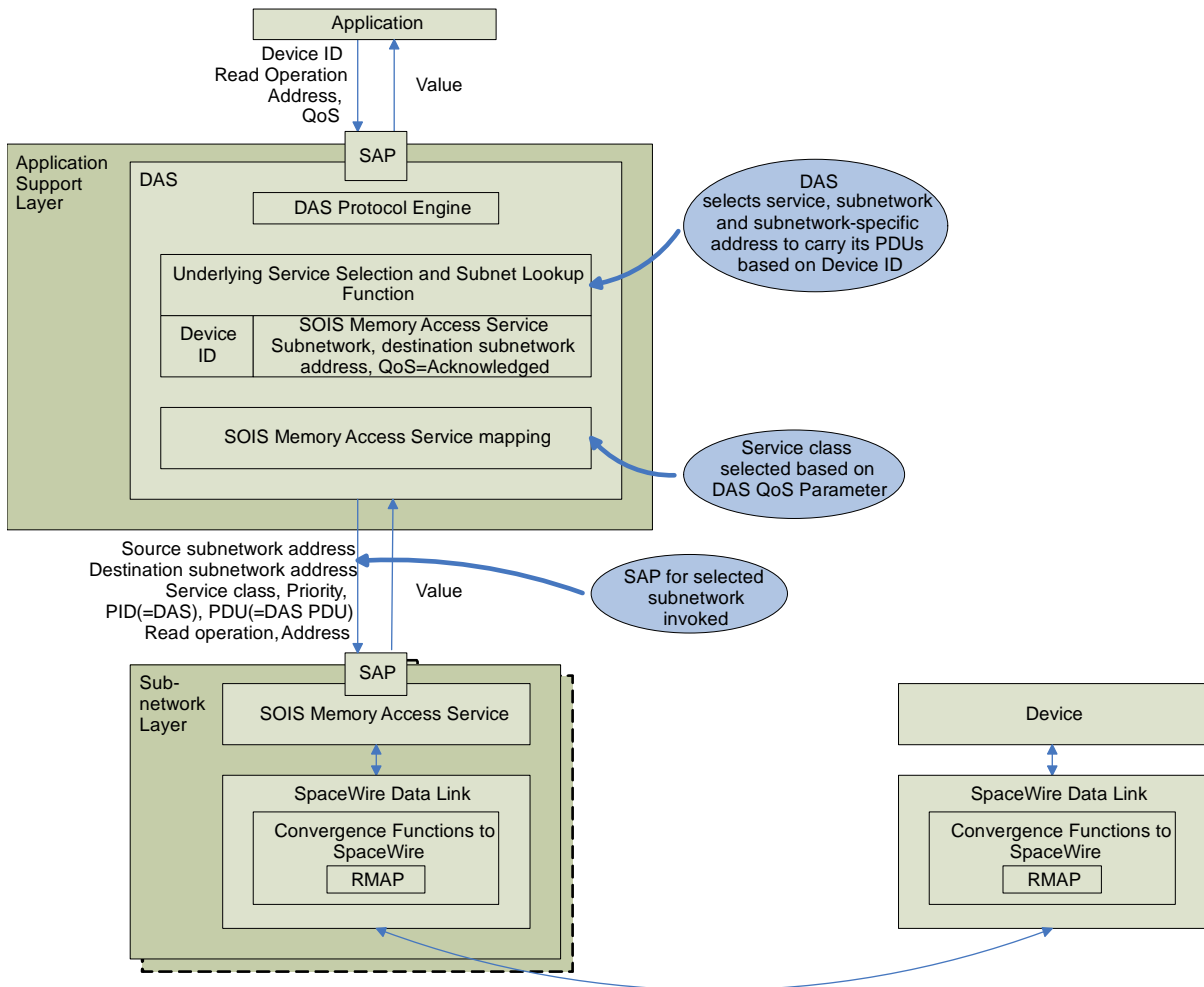 Application
Device ID
Read Operation
Address,
QoS
Value
SAP
Application
Support
Layer
DAS
DAS Protocol Engine
Underlying Service Selection and Subnet Lookup
Function
Device
ID
SOIS Memory Access Service
Subnetwork, destination subnetwork
address, QoS=Acknowledged
SOIS Memory Access Service mapping
DAS
selects service, subnetwork
and subnetwork-specific
address to carry its PDUs
based on Device ID
Service class
selected based on
DAS QoS Parameter
Source subnetwork address
Destination subnetwork address
Service class, Priority,
PID(=DAS), PDU(=DAS PDU)
Read operation, Address
Value
SAP for selected
subnetwork
invoked
SAP
Sub-
network
Layer
SOIS Memory Access Service
SpaceWire Data Link
Convergence Functions to
SpaceWire
RMAP
Device
SpaceWire Data Link
Convergence Functions to
SpaceWire
RMAP